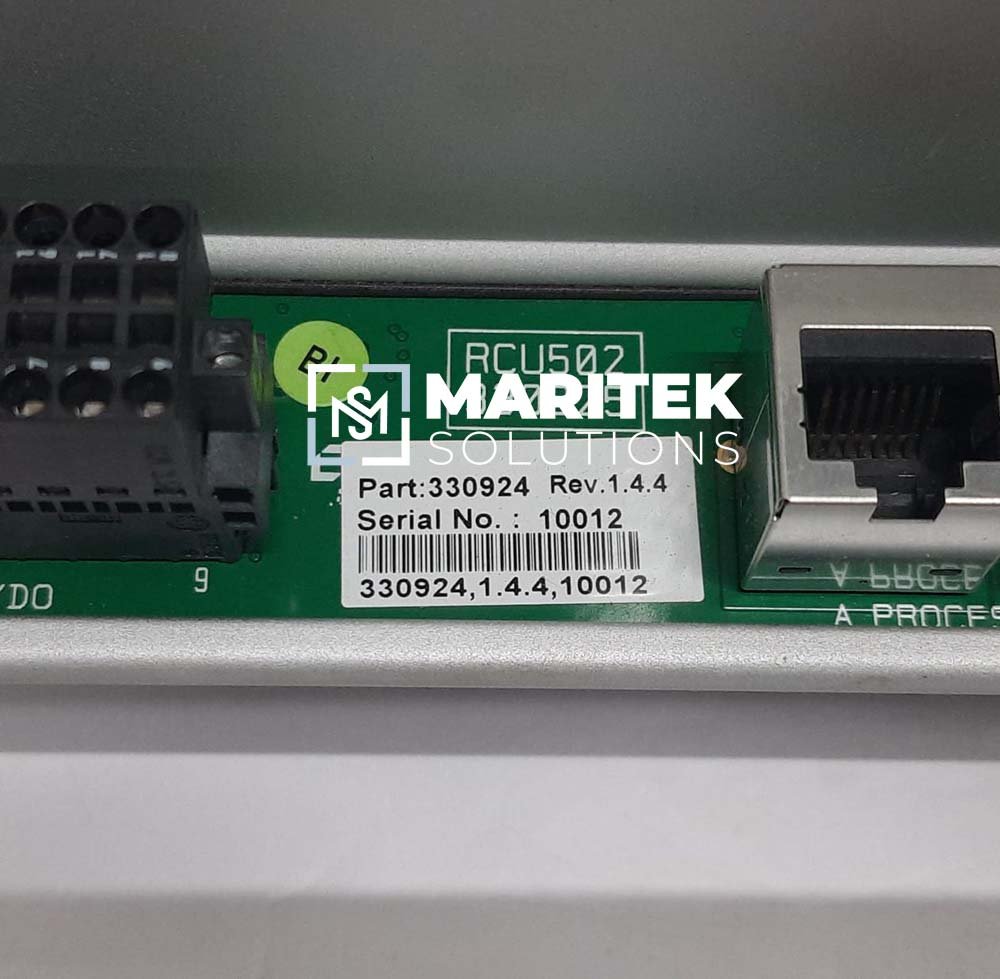 BI
RCU502
MARITEK
SOLUTIONS
Part:330924 Rev.1.4.4
Serial No. : 10012
330924,1.4.4,10012
/DO
9
A PROCES